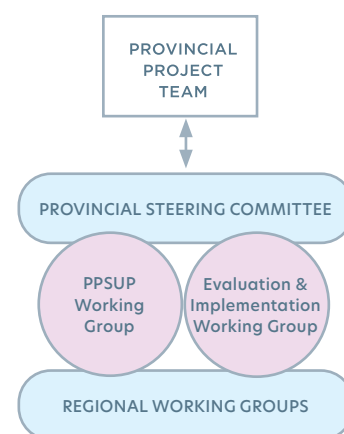 PROVINCIAL
PROJECT
TEAM
PROVINCIAL STEERING COMMITTEE
PPSUP
Working
Group
Evaluation &
Implementation
Working Group
REGIONAL WORKING GROUPS